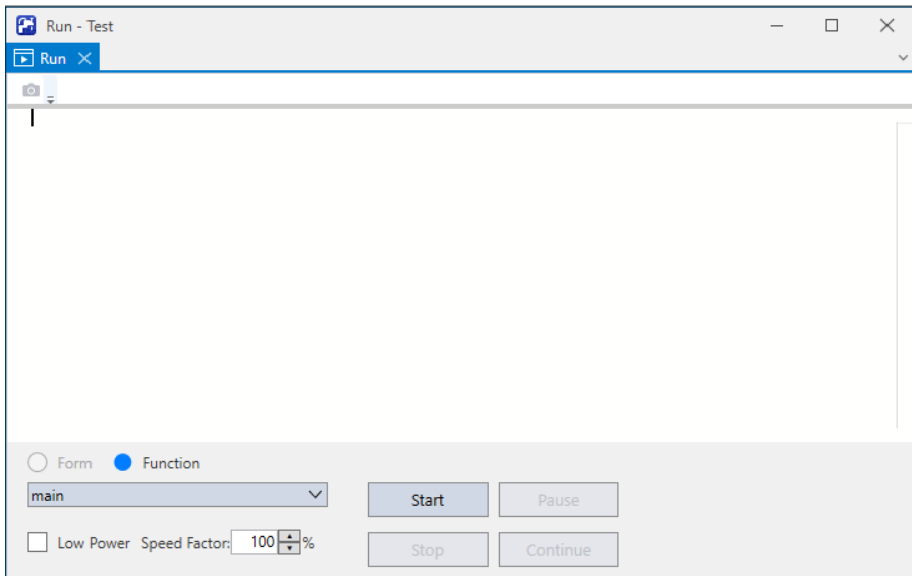 Run - Test
Run
Form Function
main
Start Pause
Low Power Speed Factor: 100 %
Stop Continue